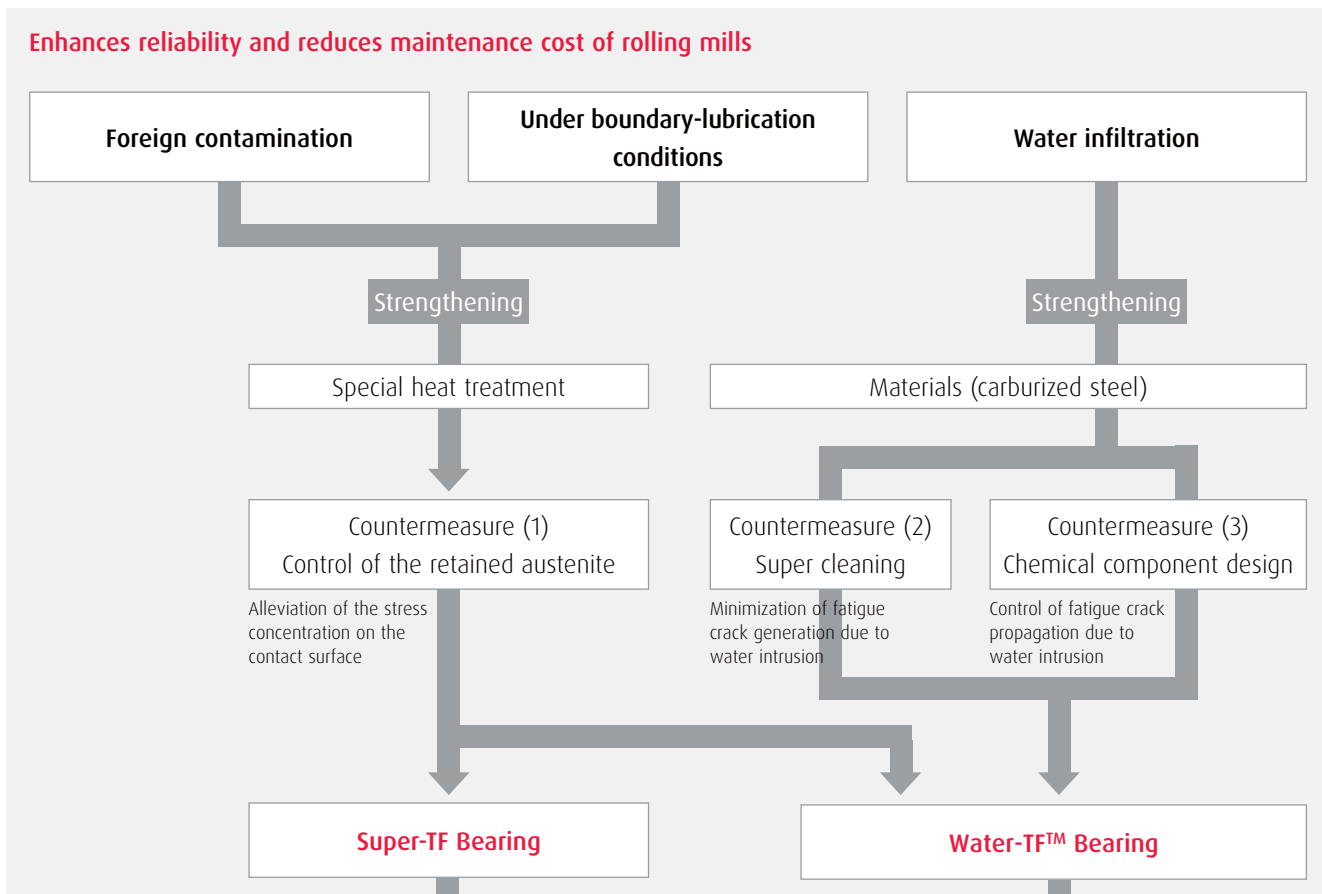 Enhances reliability and reduces maintenance cost of rolling mills
Foreign contamination
Under boundary-lubrication
conditions
Water infiltration
Strengthening
Strengthening
Special heat treatment
Materials (carburized steel)
Countermeasure (1)
Control of the retained austenite
Countermeasure (2)
Super cleaning
Countermeasure (3)
Chemical component design
Alleviation of the stress
concentration on the
contact surface
Minimization of fatigue
crack generation due to
water intrusion
Control of fatigue crack
propagation due to
water intrusion
Super-TF Bearing
Water-TF™ Bearing